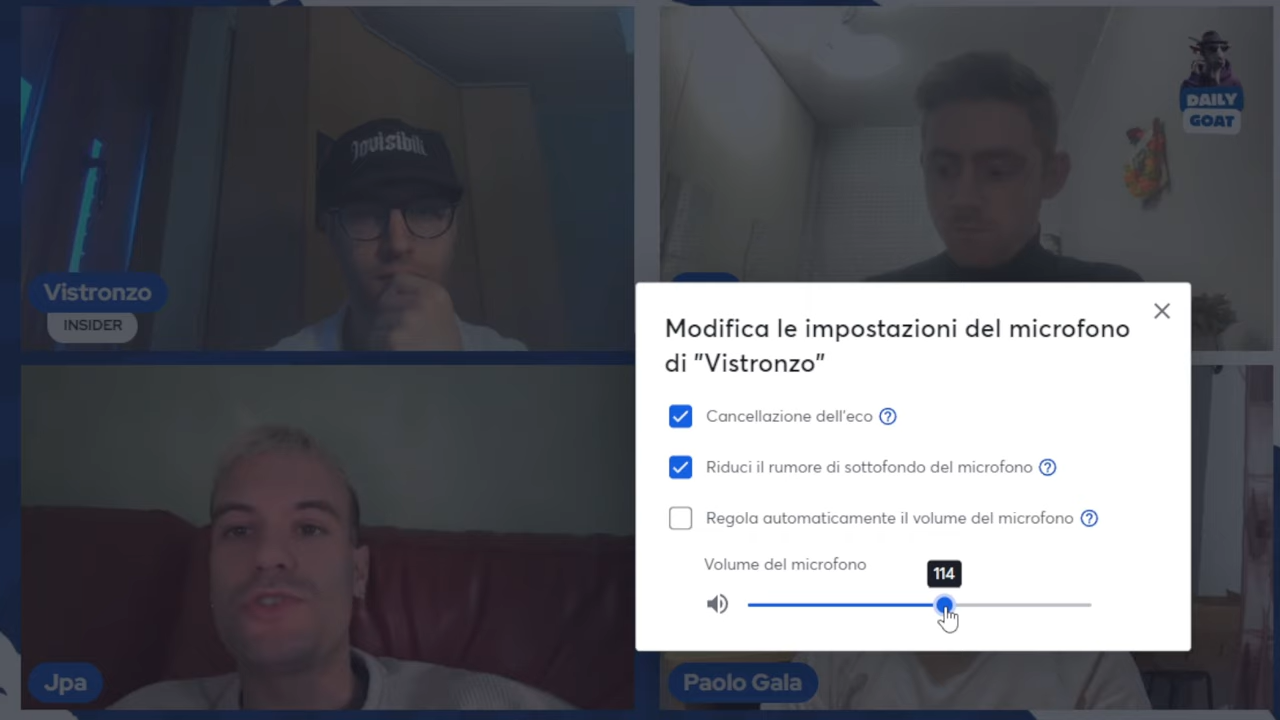 Invisibili
DAILY
GOAT
Vistronzo
INSIDER
Modifica le impostazioni del microfono
di "Vistronzo"
Cancellazione dell'eco
Riduci il rumore di sottofondo del microfono
Regola automaticamente il volume del microfono
Volume del microfono
114
Jpa
Paolo Gala